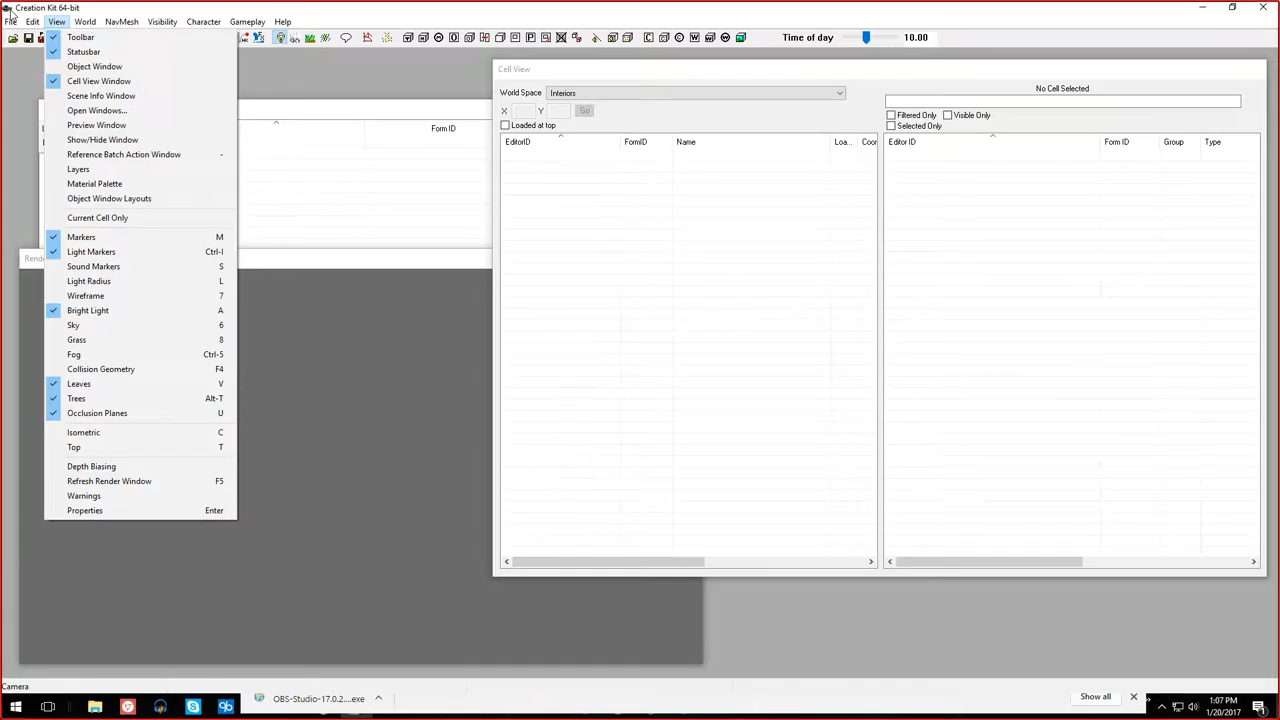 Creation Kit 64-bit
File Edit View World NavMesh Visibility Character Gameplay Help
Time of day 10.00
Toolbar
Statusbar
Object Window
Cell View Window
Scene Info Window
Open Windows...
Preview Window
Show/Hide Window
Reference Batch Action Window -
Layers
Material Palette
Object Window Layouts
Current Cell Only
Markers M
Light Markers Ctrl-I
Sound Markers S
Light Radius L
Wireframe 7
Bright Light A
Sky 6
Grass 8
Fog Ctrl-5
Collision Geometry F4
Leaves V
Trees Alt-T
Occlusion Planes U
Isometric C
Top T
Depth Biasing
Refresh Render Window F5
Warnings
Properties Enter
Form ID
Cell View
World Space Interiors
X Y Go
Loaded at top
EditorID FormID Name Loa... Coor
No Cell Selected
Filtered Only Visible Only
Selected Only
Editor ID Form ID Group Type
Camera
OBS-Studio-17.0.2....exe
Show all
1:07 PM
1/20/2017